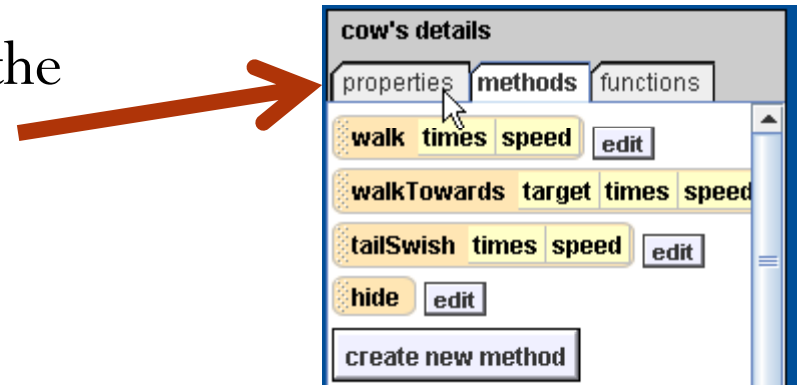 the
cow's details
properties methods functions
walk times speed edit
walkTowards target times speed
tailSwish times speed edit
hide edit
create new method